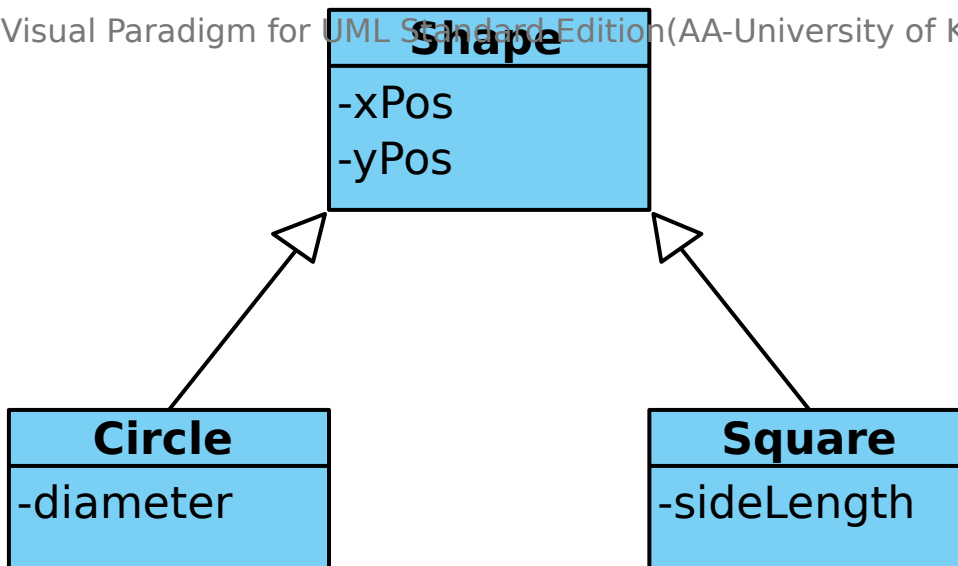 Visual Paradigm for UML Standard Edition(AA-University of K
Shape
-xPos
-yPos
Circle
-diameter
Square
-sideLength